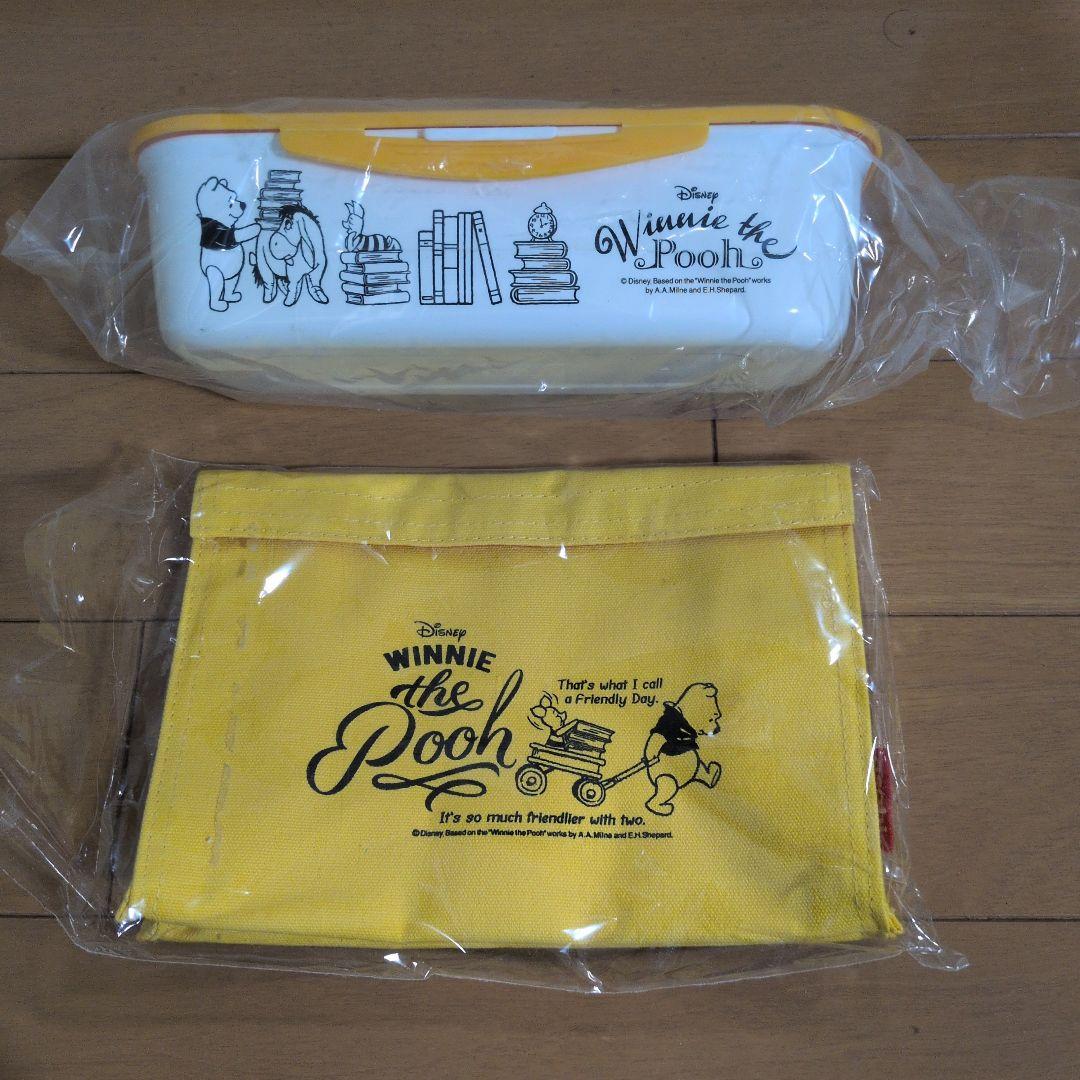 Disney
Winnie the
Pooh
© Disney. Based on the "Winnie the Pooh" works
by A.A.Milne and E.H.Shepard.
Disney
WINNIE
the
Pooh
That's what I call
a Friendly Day.
It's so much friendlier with two.
© Disney. Based on the "Winnie the Pooh" works by A.A.Milne and E.H.Shepard.